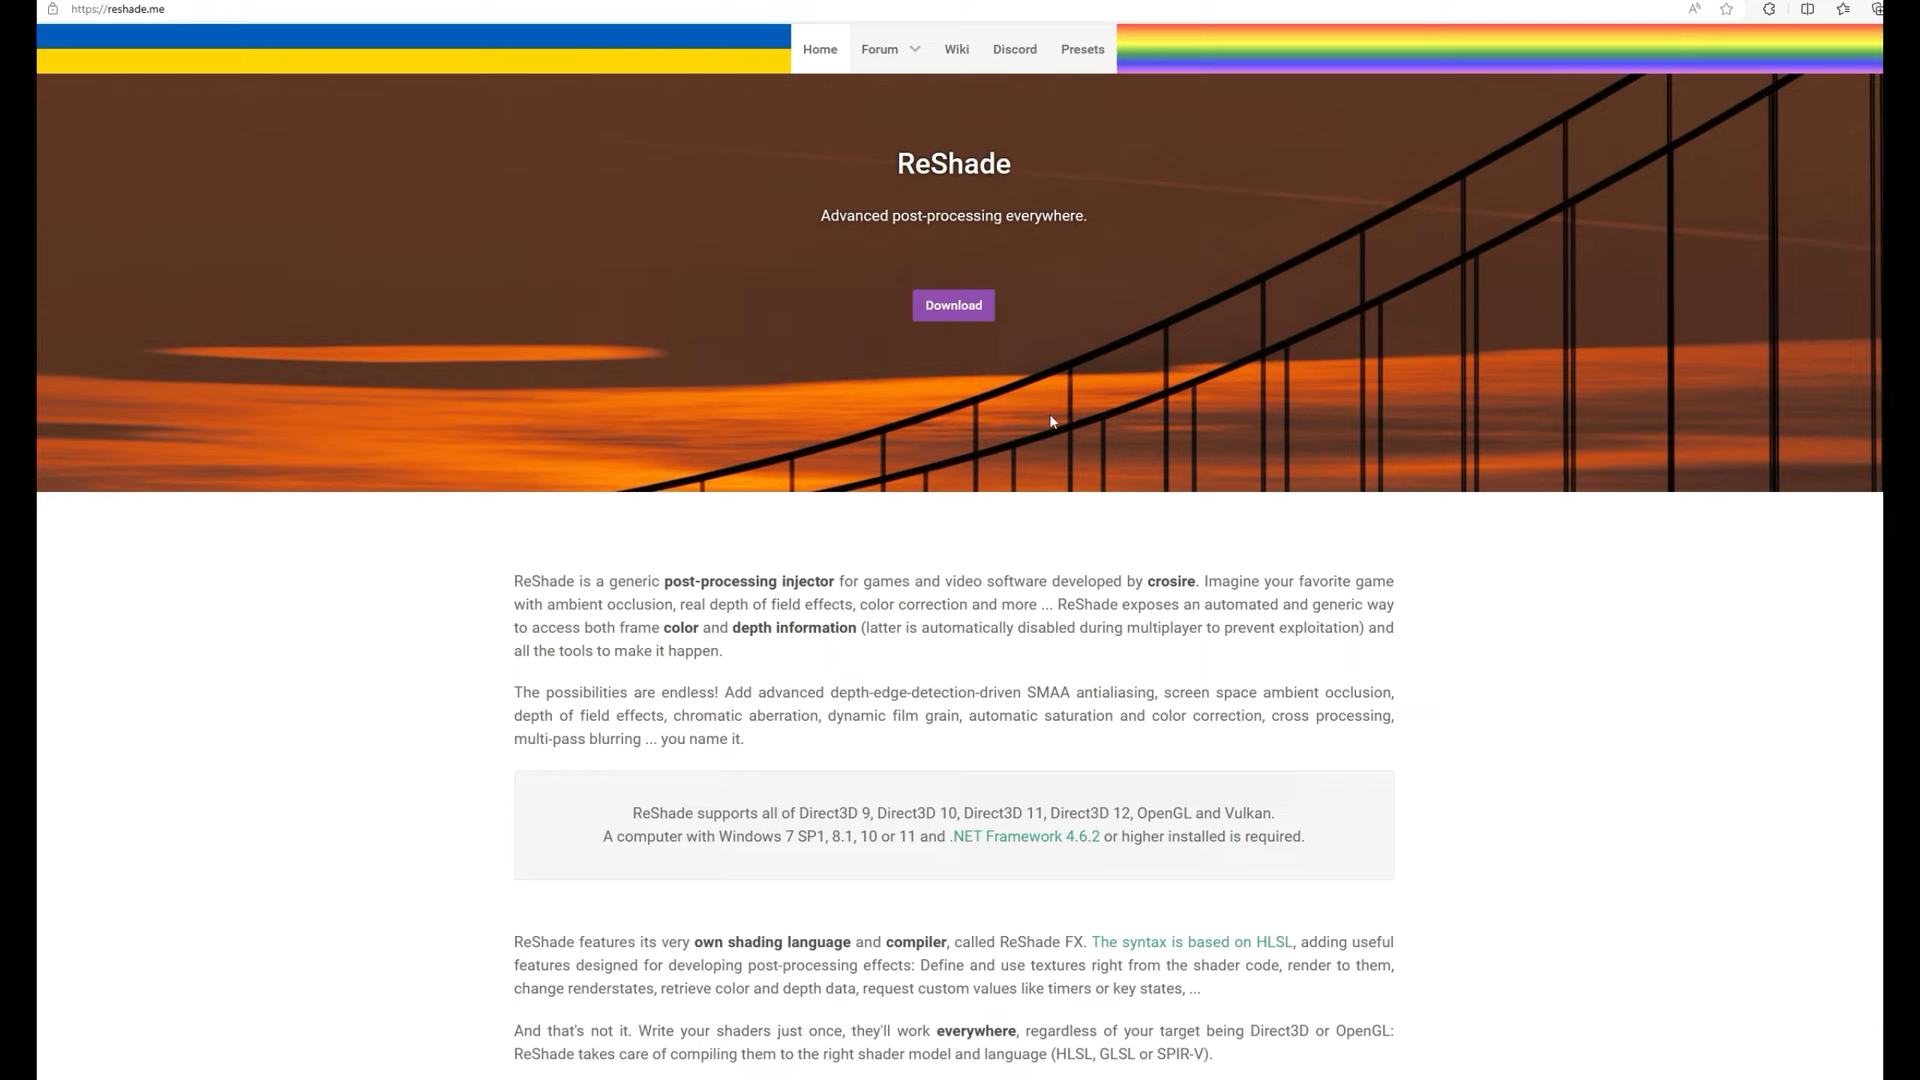 https://reshade.me
Home Forum Wiki Discord Presets
ReShade
Advanced post-processing everywhere.
Download
ReShade is a generic post-processing injector for games and video software developed by crosire. Imagine your favorite game
with ambient occlusion, real depth of field effects, color correction and more ... ReShade exposes an automated and generic way
to access both frame color and depth information (latter is automatically disabled during multiplayer to prevent exploitation) and
all the tools to make it happen.
The possibilities are endless! Add advanced depth-edge-detection-driven SMAA antialiasing, screen space ambient occlusion,
depth of field effects, chromatic aberration, dynamic film grain, automatic saturation and color correction, cross processing,
multi-pass blurring ... you name it.
ReShade supports all of Direct3D 9, Direct3D 10, Direct3D 11, Direct3D 12, OpenGL and Vulkan.
A computer with Windows 7 SP1, 8.1, 10 or 11 and .NET Framework 4.6.2 or higher installed is required.
ReShade features its very own shading language and compiler, called ReShade FX. The syntax is based on HLSL, adding useful
features designed for developing post-processing effects: Define and use textures right from the shader code, render to them,
change renderstates, retrieve color and depth data, request custom values like timers or key states, ...
And that's not it. Write your shaders just once, they'll work everywhere, regardless of your target being Direct3D or OpenGL:
ReShade takes care of compiling them to the right shader model and language (HLSL, GLSL or SPIR-V).